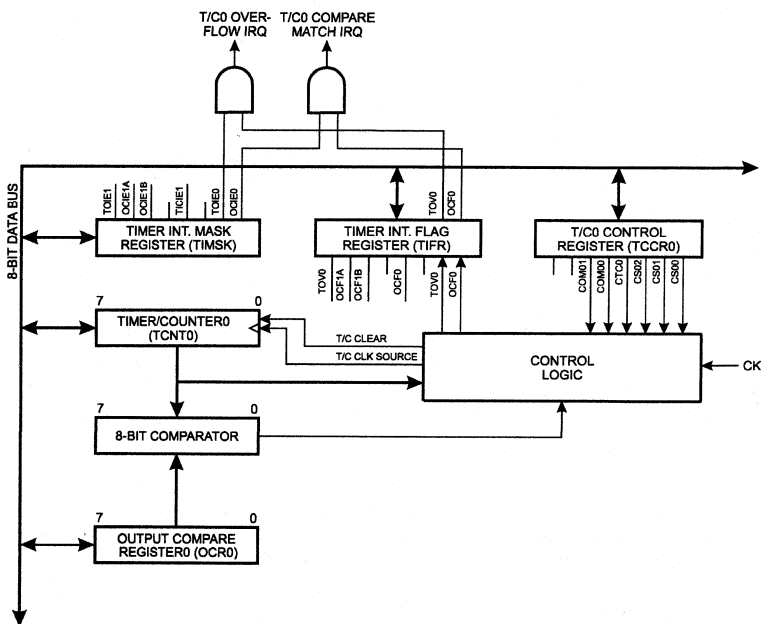 T/C0 OVER-
FLOW IRQ
T/C0 COMPARE
MATCH IRQ
8-BIT DATA BUS
TOIE1
OCIE1A
OCIE1B
TICIE1
TOIE0
OCIE0
TOV0
OCF0
TIMER INT. MASK
REGISTER (TIMSK)
TIMER INT. FLAG
REGISTER (TIFR)
T/C0 CONTROL
REGISTER (TCCR0)
TOV0
OCF1A
OCF1B
OCF0
TOV0
OCF0
COM01
COM00
CTC0
CS02
CS01
CS00
7
0
TIMER/COUNTER0
(TCNT0)
T/C CLEAR
T/C CLK SOURCE
CONTROL
LOGIC
CK
7
0
8-BIT COMPARATOR
7
0
OUTPUT COMPARE
REGISTER0 (OCR0)